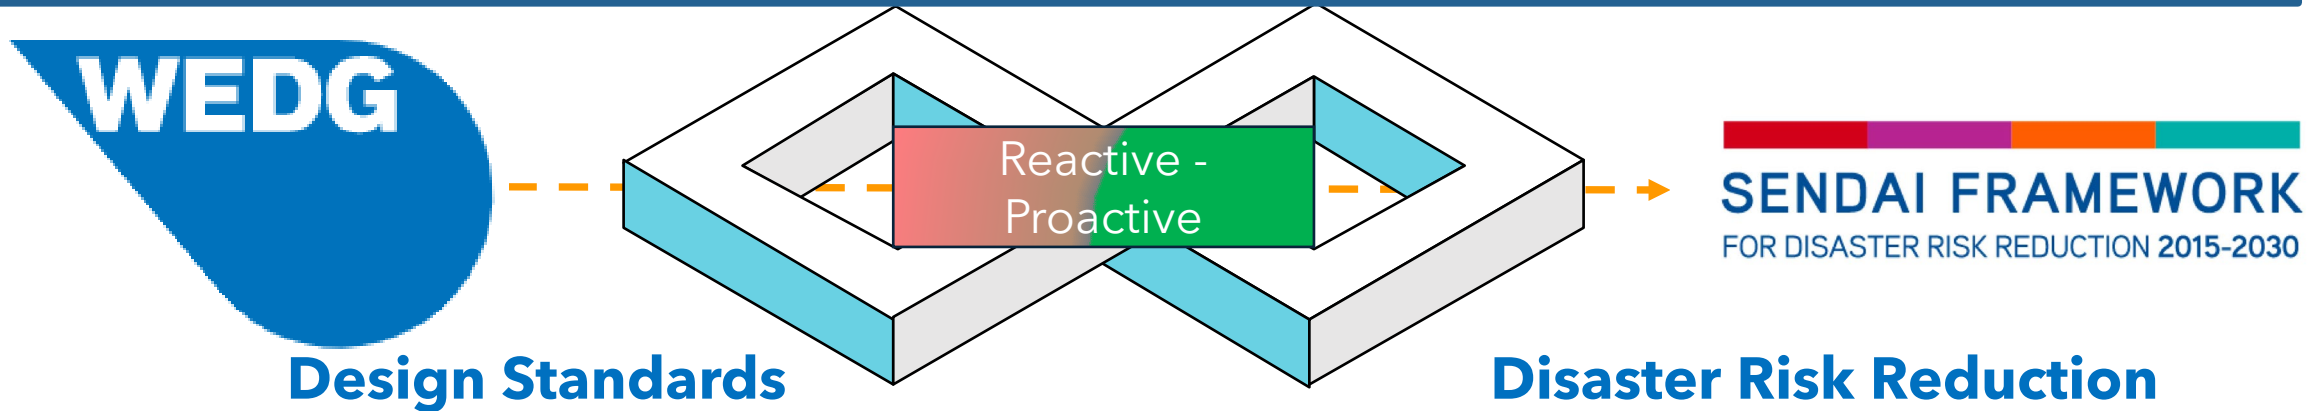 WEDG
Reactive -
Proactive
SENDAI FRAMEWORK
FOR DISASTER RISK REDUCTION 2015-2030
Design Standards
Disaster Risk Reduction